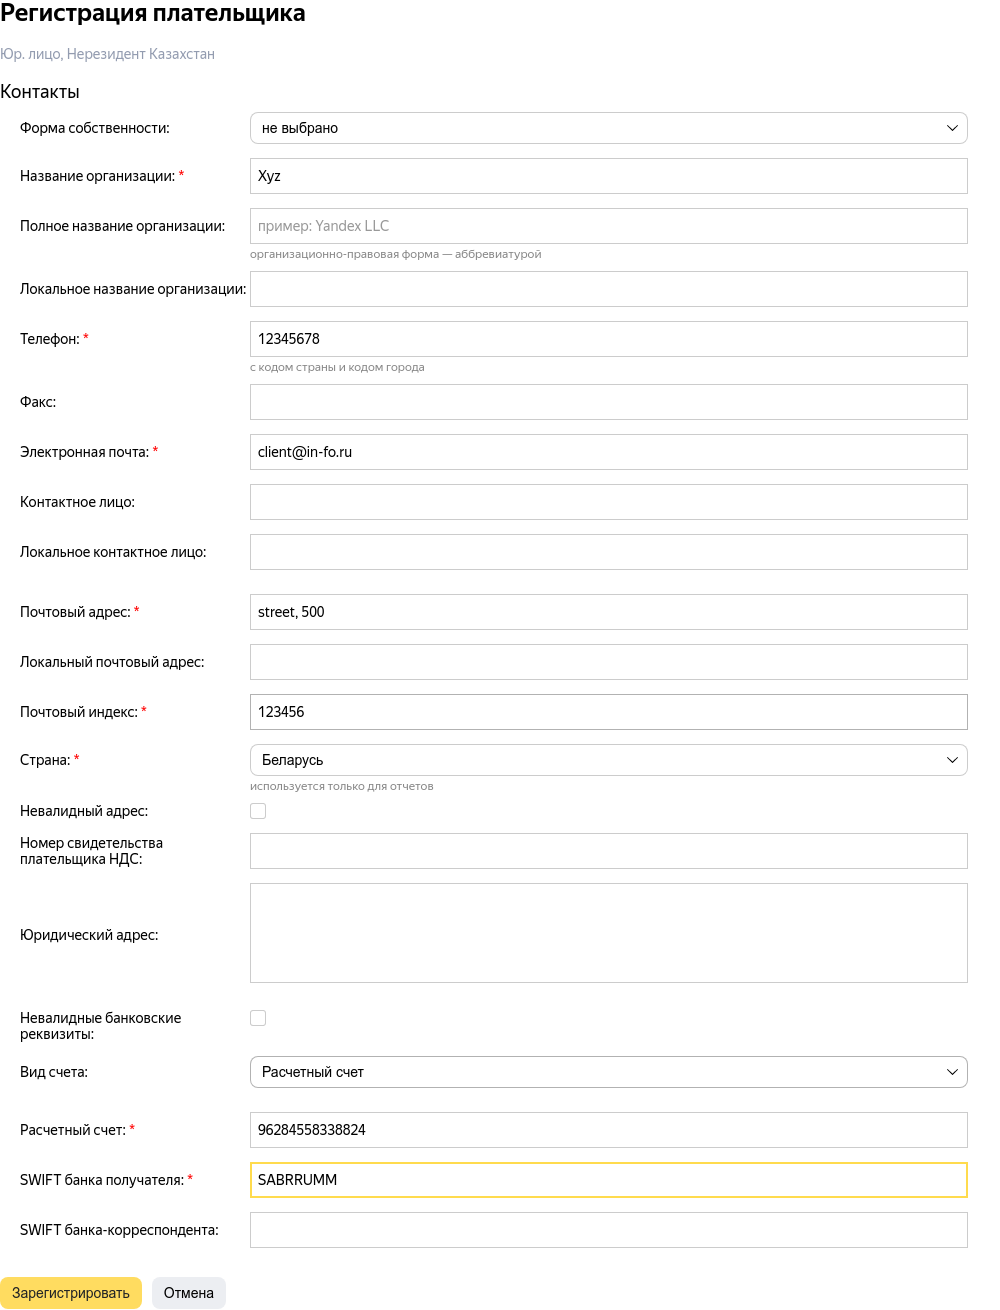 Регистрация плательщика
Юр. лицо, Нерезидент Казахстан
Контакты
Форма собственности: не выбрано
Название организации: * Xyz
Полное название организации: пример: Yandex LLC
организационно-правовая форма — аббревиатурой
Локальное название организации:
Телефон: * 12345678
с кодом страны и кодом города
Факс:
Электронная почта: * client@in-fo.ru
Контактное лицо:
Локальное контактное лицо:
Почтовый адрес: * street, 500
Локальный почтовый адрес:
Почтовый индекс: * 123456
Страна: * Беларусь
используется только для отчетов
Невалидный адрес:
Номер свидетельства
плательщика НДС:
Юридический адрес:
Невалидные банковские
реквизиты:
Вид счета: Расчетный счет
Расчетный счет: * 96284558338824
SWIFT банка получателя: * SABRRUMM
SWIFT банка-корреспондента:
Зарегистрировать Отмена